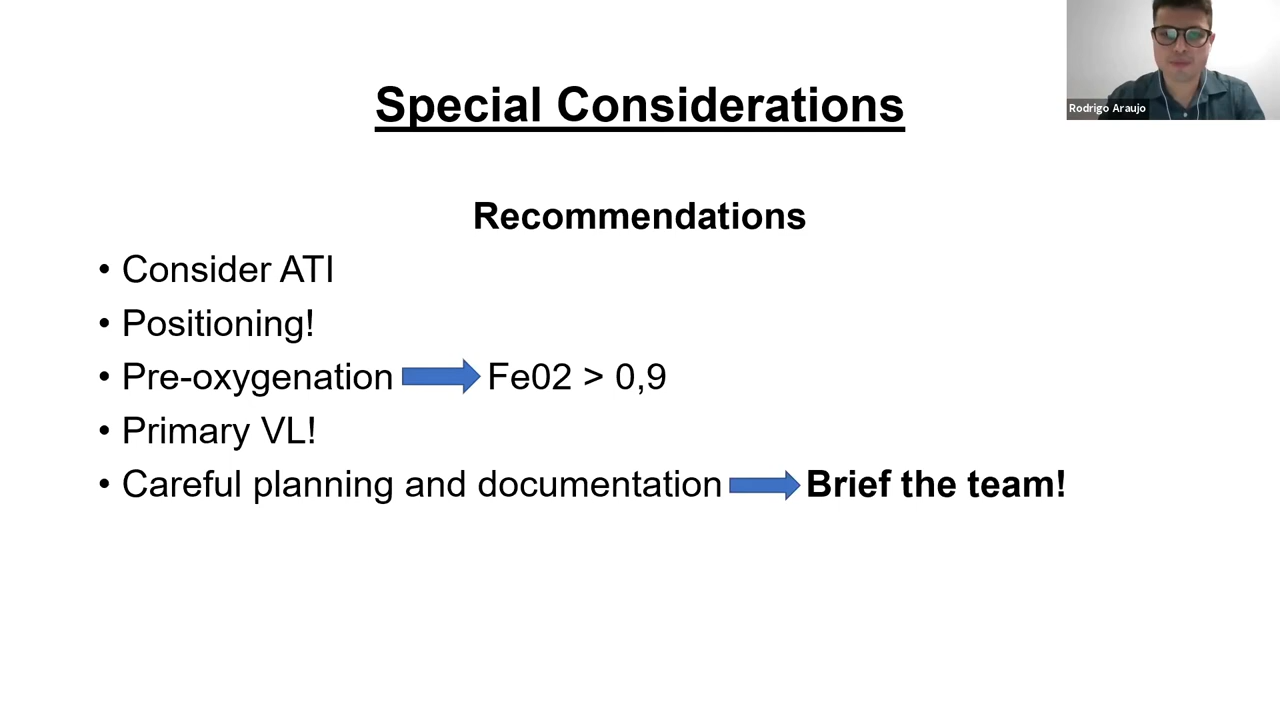 Rodrigo Araujo
Special Considerations
Recommendations
• Consider ATI
• Positioning!
• Pre-oxygenation Fe02 > 0,9
• Primary VL!
• Careful planning and documentation Brief the team!